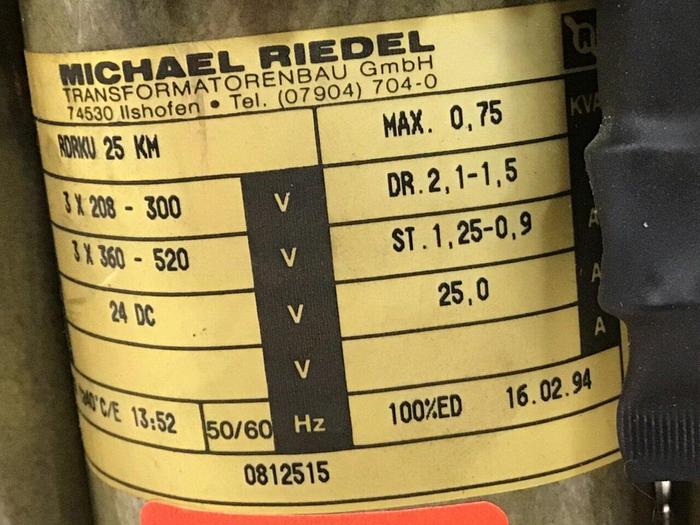 MICHAEL RIEDEL
TRANSFORMATORENBAU GmbH
74530 Ilshofen • Tel. (07904) 704-0
RDRKU 25 KM MAX. 0,75 KVA
3 X 208 - 300 V DR.2,1-1,5
3 X 360 - 520 V ST.1,25-0,9 A
24 DC V 25,0 A
V A
C/E 13:52 50/60 Hz 100%ED 16.02.94
0812515